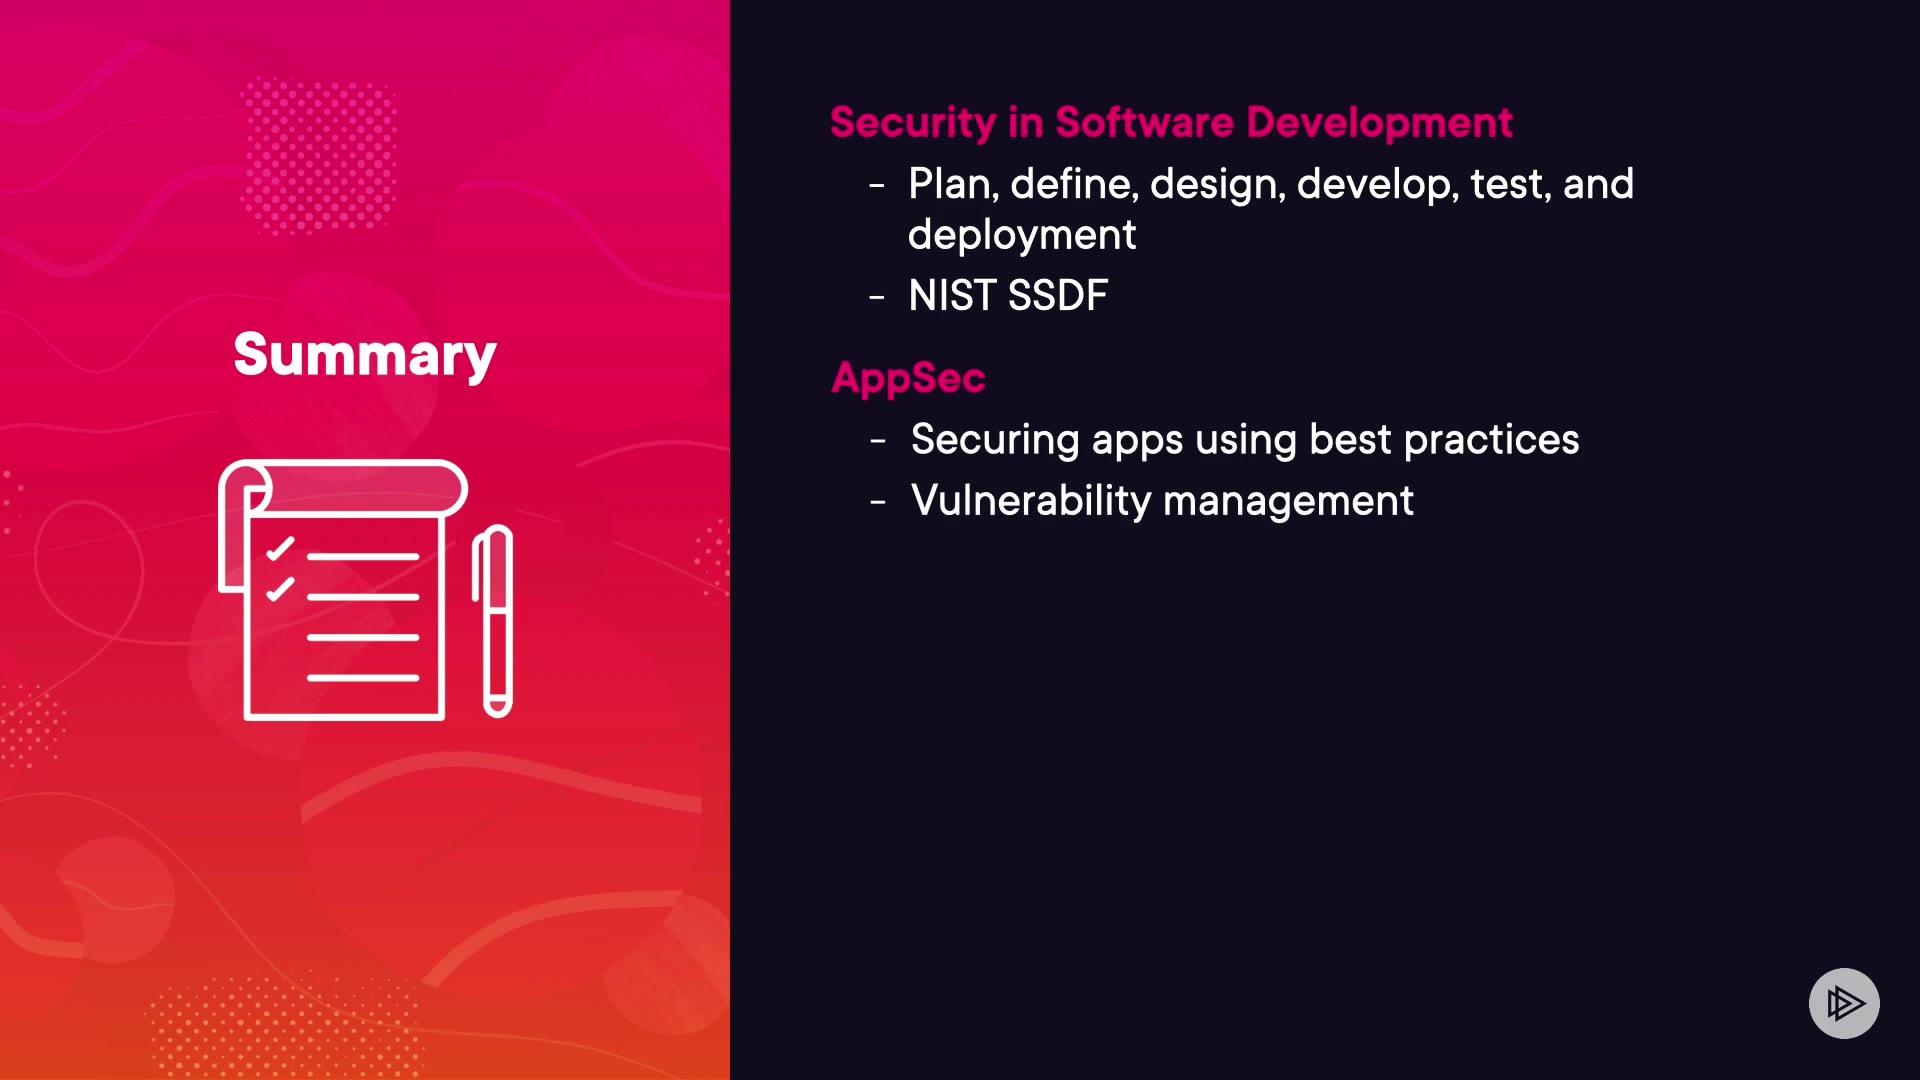 Summary
Security in Software Development
- Plan, define, design, develop, test, and
deployment
- NIST SSDF
AppSec
- Securing apps using best practices
- Vulnerability management